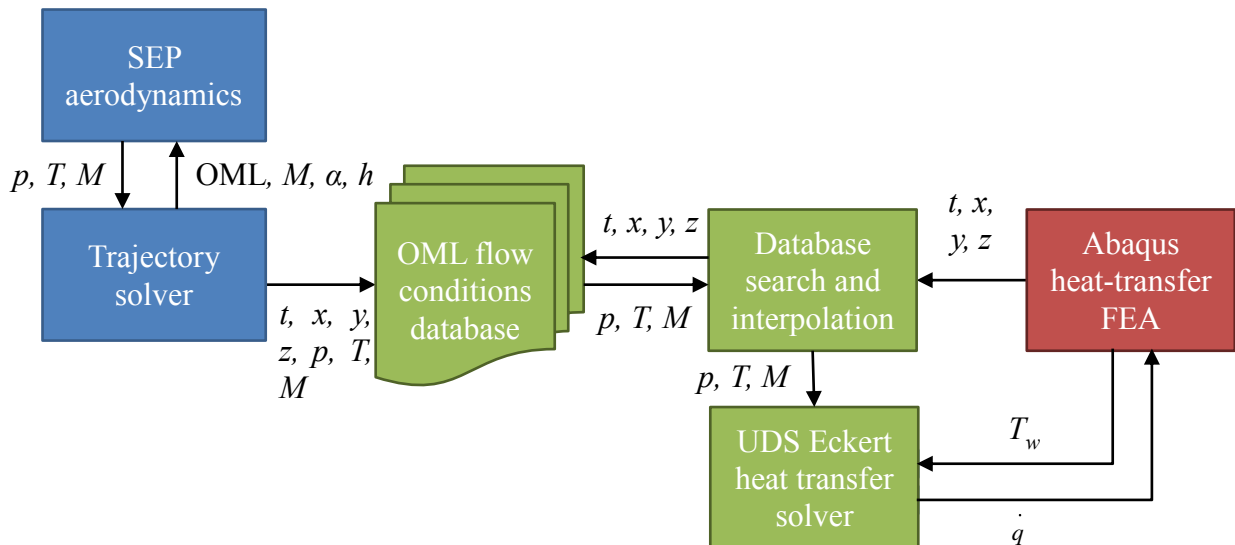 SEP
aerodynamics
p, T, M
OML, M, α, h
Trajectory
solver
t, x, y,
z, p, T,
M
OML flow
conditions
database
t, x, y, z
p, T, M
Database
search and
interpolation
t, x,
y, z
Abaqus
heat-transfer
FEA
p, T, M
UDS Eckert
heat transfer
solver
T_w
q̇